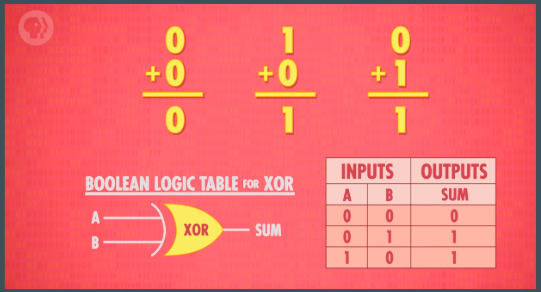 0 1 0
+0 +0 +1
0 1 1
BOOLEAN LOGIC TABLE FOR XOR
A
B
XOR
SUM
INPUTS OUTPUTS
A B SUM
0 0 0
0 1 1
1 0 1